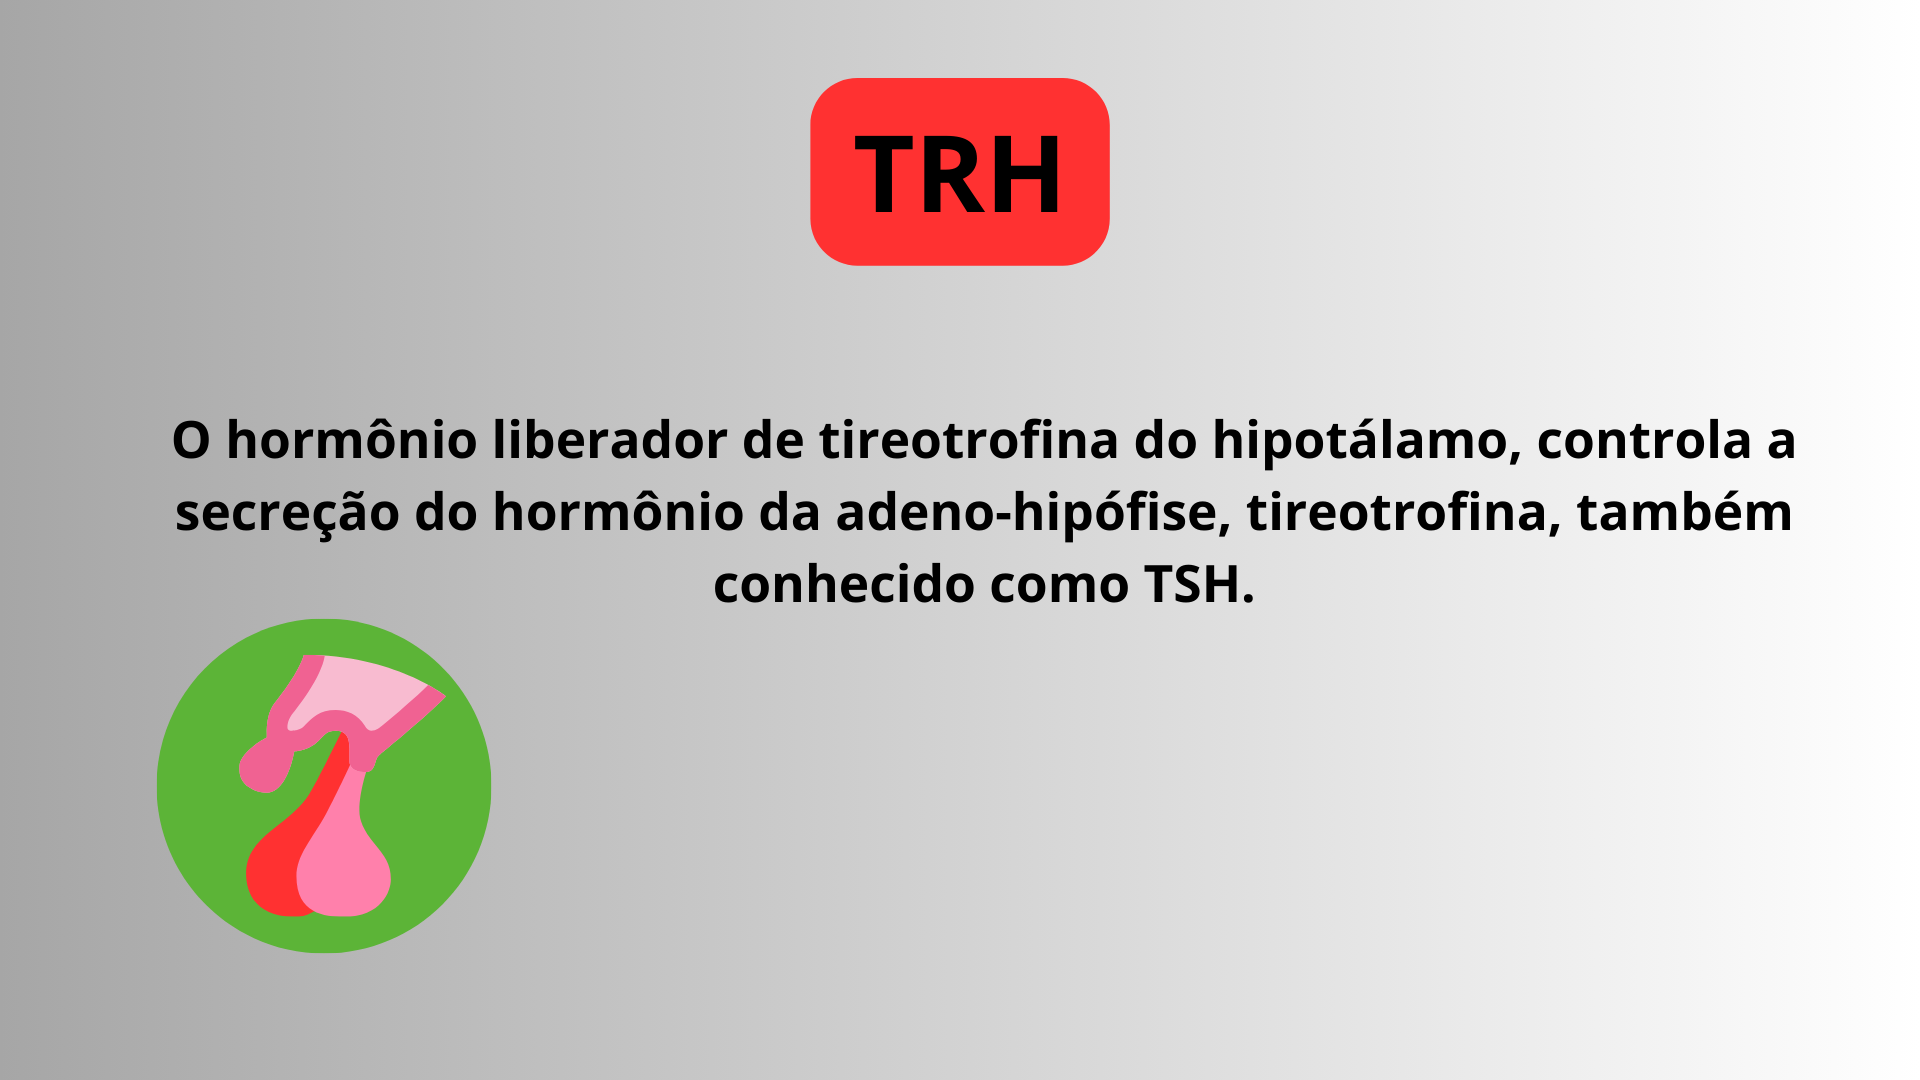 TRH
O hormônio liberador de tireotrofina do hipotálamo, controla a
secreção do hormônio da adeno-hipófise, tireotrofina, também
conhecido como TSH.